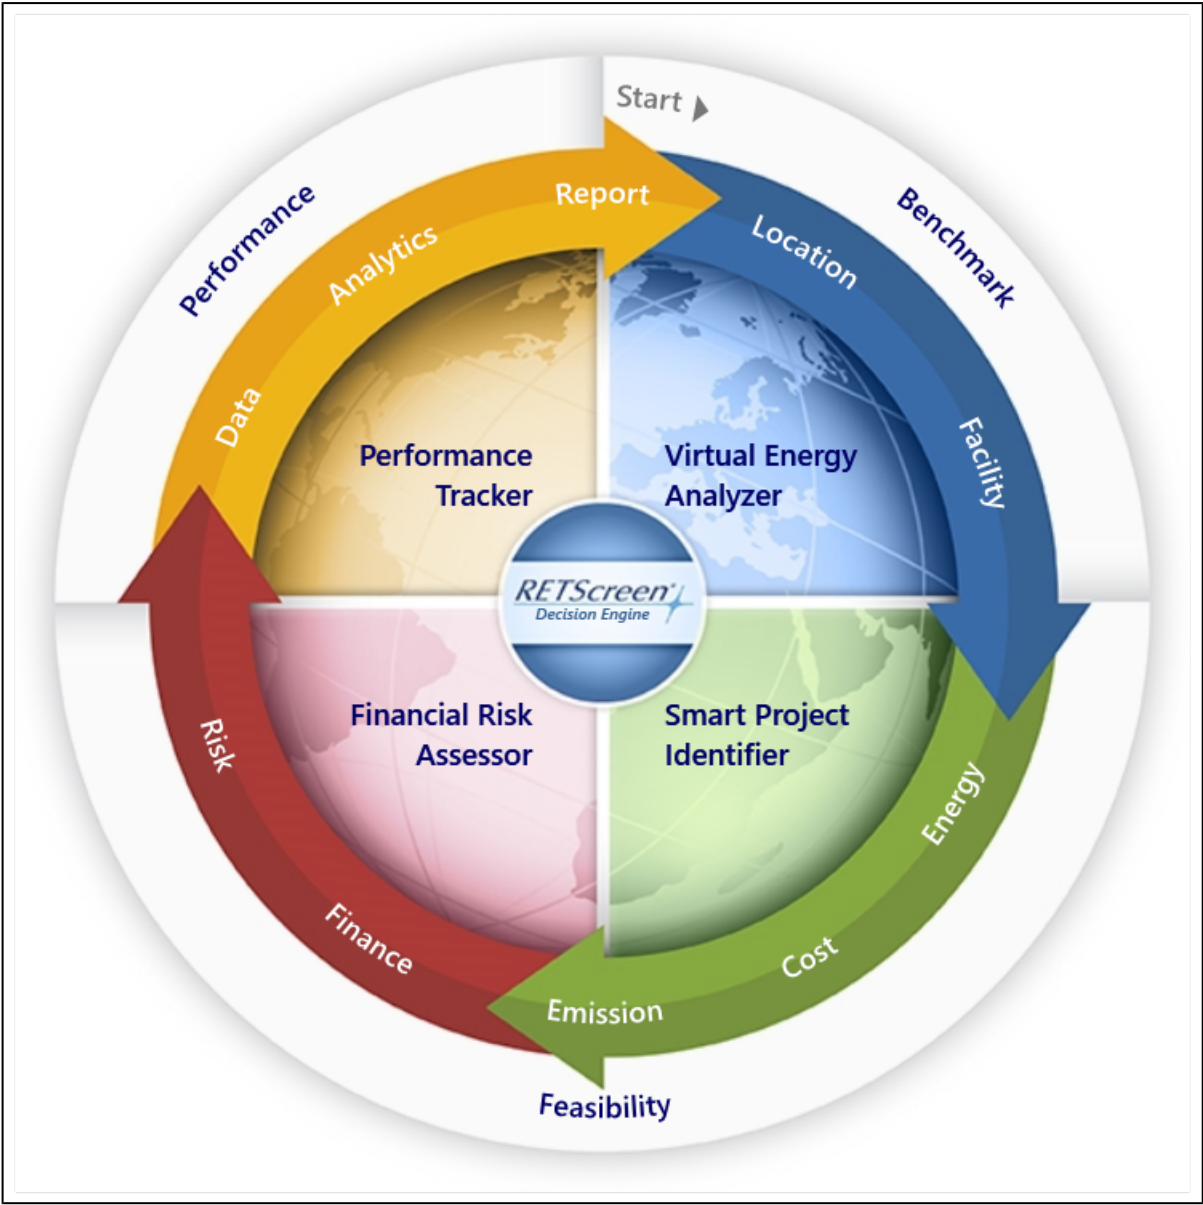 Start
Benchmark
Location
Facility
Energy
Cost
Emission
Feasibility
Finance
Risk
Data
Analytics
Report
Performance
Virtual Energy
Analyzer
Smart Project
Identifier
Financial Risk
Assessor
Performance
Tracker
RETScreen
Decision Engine